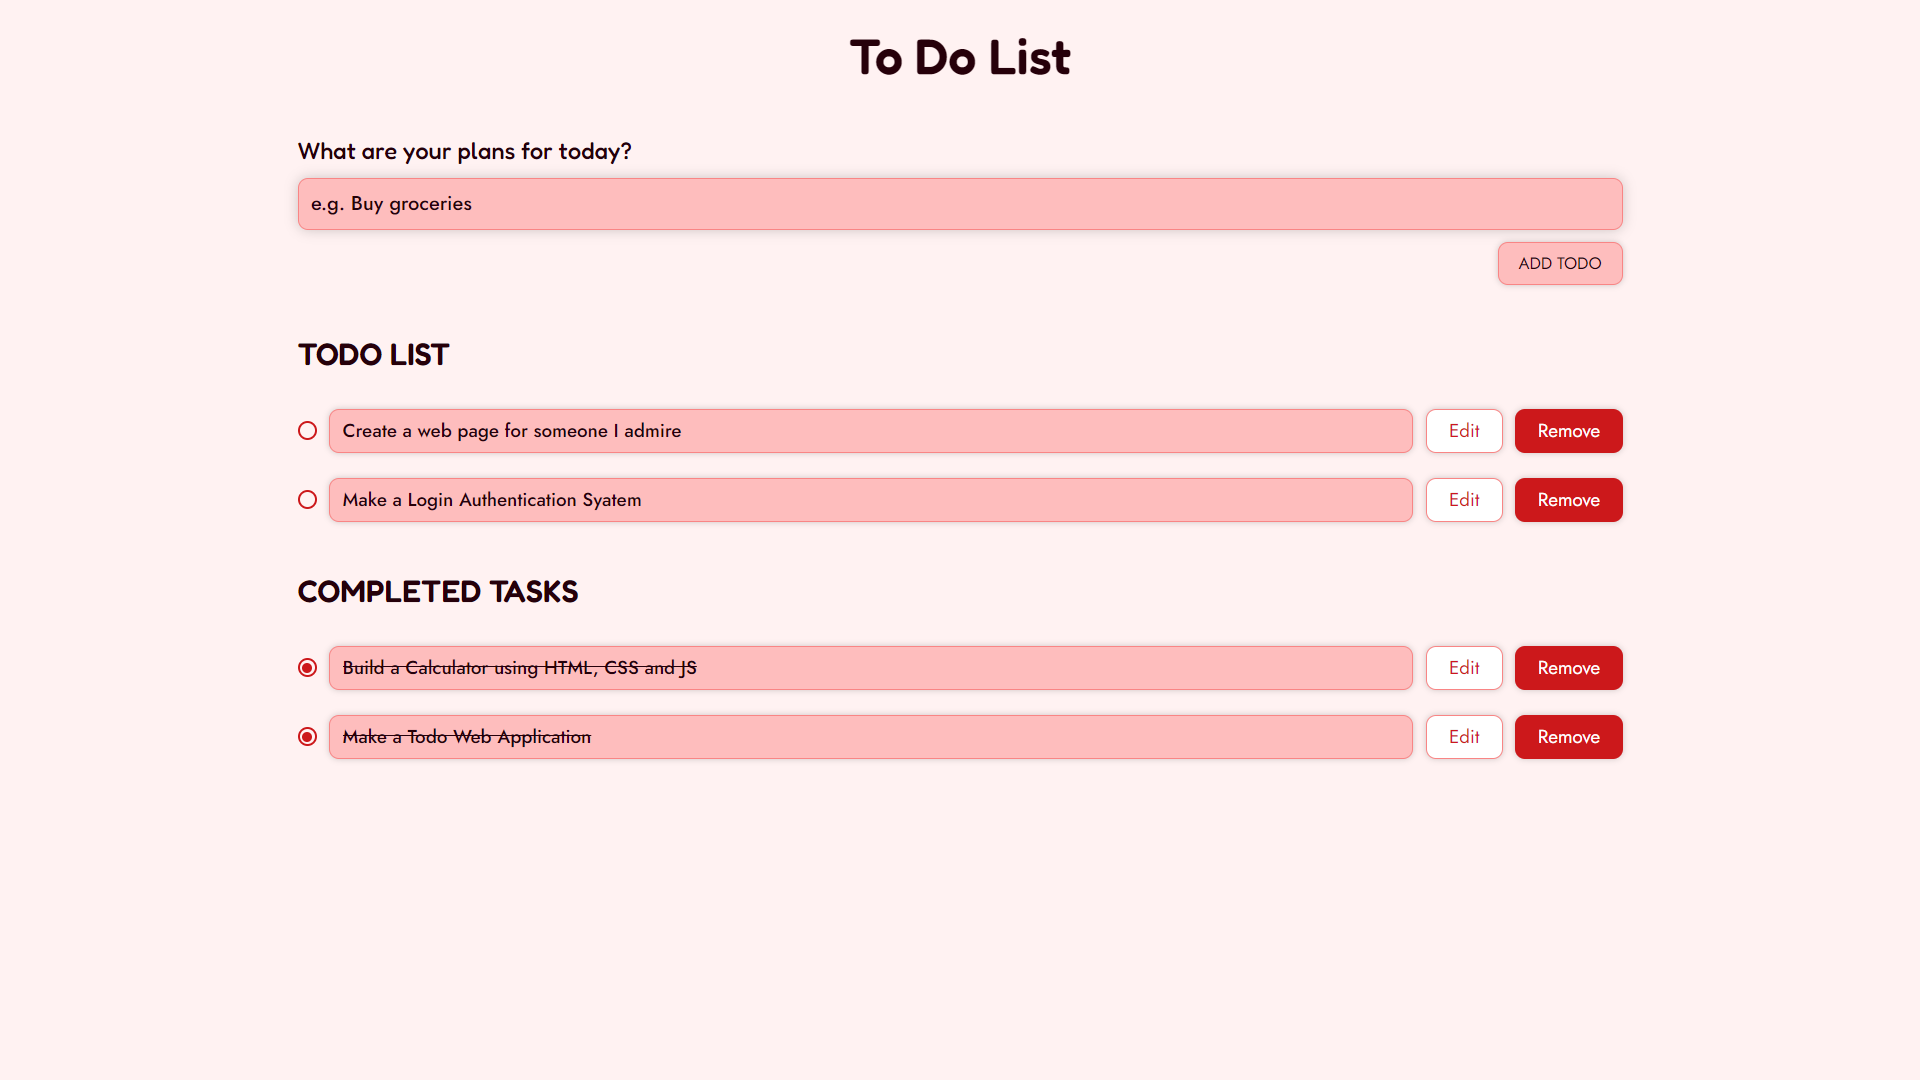 To Do List
What are your plans for today?
e.g. Buy groceries
ADD TODO
TODO LIST
Create a web page for someone I admire Edit Remove
Make a Login Authentication Syatem Edit Remove
COMPLETED TASKS
Build a Calculator using HTML, CSS and JS Edit Remove
Make a Todo Web Application Edit Remove